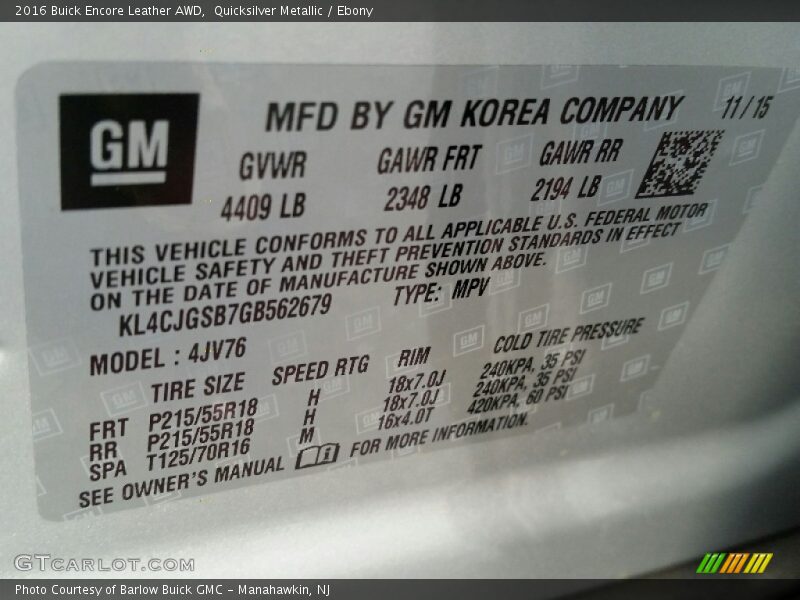 2016 Buick Encore Leather AWD,  Quicksilver Metallic / Ebony
GM
MFD BY GM KOREA COMPANY 11/15
GVWR GAWR FRT GAWR RR
4409 LB 2348 LB 2194 LB
THIS VEHICLE CONFORMS TO ALL APPLICABLE U.S. FEDERAL MOTOR
VEHICLE SAFETY AND THEFT PREVENTION STANDARDS IN EFFECT
ON THE DATE OF MANUFACTURE SHOWN ABOVE.
KL4CJGSB7GB562679 TYPE: MPV
MODEL : 4JV76
TIRE SIZE SPEED RTG RIM COLD TIRE PRESSURE
FRT P215/55R18 H 18x7.0J 240KPA, 35 PSI
RR P215/55R18 H 18x7.0J 240KPA, 35 PSI
SPA T125/70R16 M 16x4.0T 420KPA, 60 PSI
SEE OWNER'S MANUAL FOR MORE INFORMATION.
GTCARLOT.COM
Photo Courtesy of Barlow Buick GMC - Manahawkin, NJ